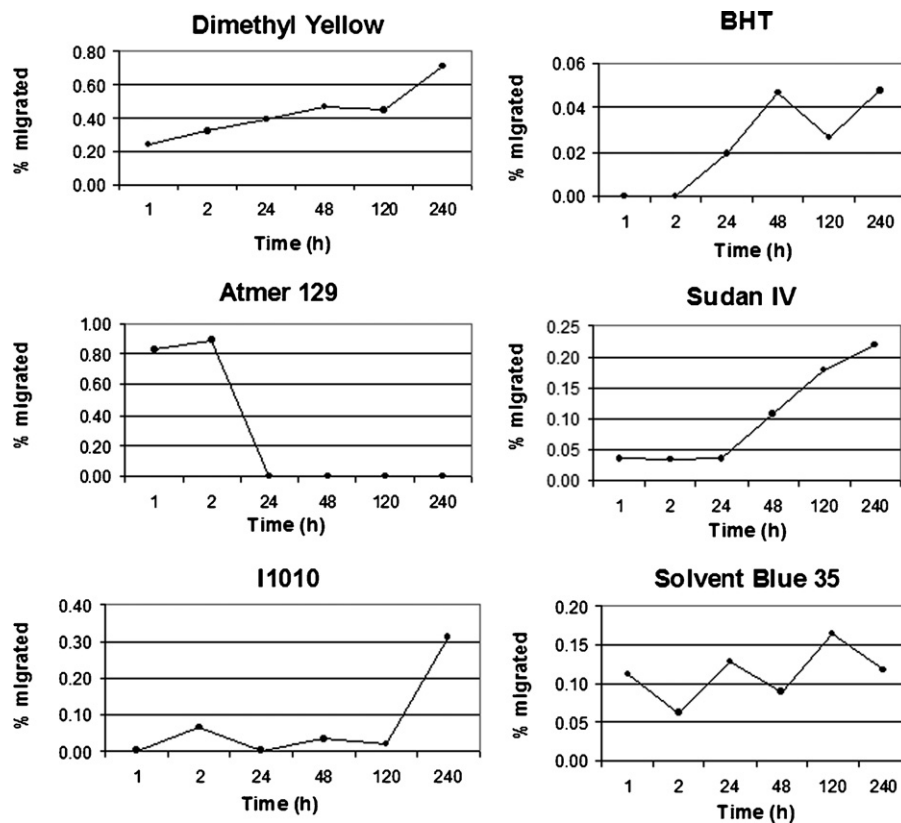 Dimethyl Yellow
% migrated
0.80
0.60
0.40
0.20
0.00
1 2 24 48 120 240
Time (h)
BHT
% migrated
0.06
0.04
0.02
0.00
1 2 24 48 120 240
Time (h)
Atmer 129
% migrated
1.00
0.80
0.60
0.40
0.20
0.00
1 2 24 48 120 240
Time (h)
Sudan IV
% migrated
0.25
0.20
0.15
0.10
0.05
0.00
1 2 24 48 120 240
Time (h)
I1010
% migrated
0.40
0.30
0.20
0.10
0.00
1 2 24 48 120 240
Time (h)
Solvent Blue 35
% migrated
0.20
0.15
0.10
0.05
0.00
1 2 24 48 120 240
Time (h)